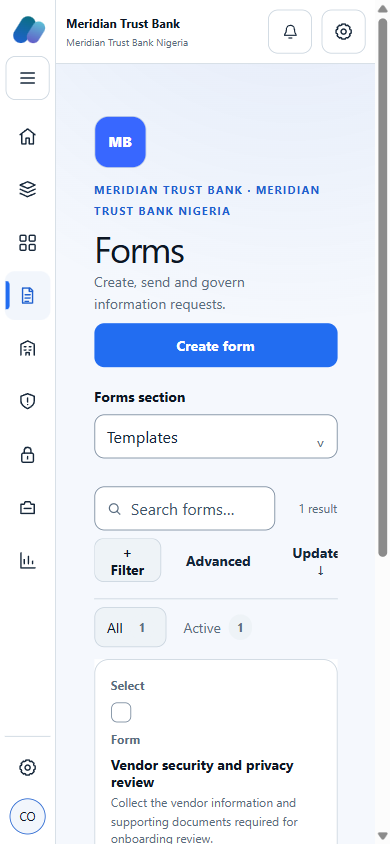 Meridian Trust Bank
Meridian Trust Bank Nigeria
MB
MERIDIAN TRUST BANK · MERIDIAN
TRUST BANK NIGERIA
Forms
Create, send and govern
information requests.
Create form
Forms section
Templates
Search forms...
1 result
+
Filter
Advanced
Update
↓
All 1
Active 1
Select
Form
Vendor security and privacy
review
Collect the vendor information and
supporting documents required for
onboarding review.
CO